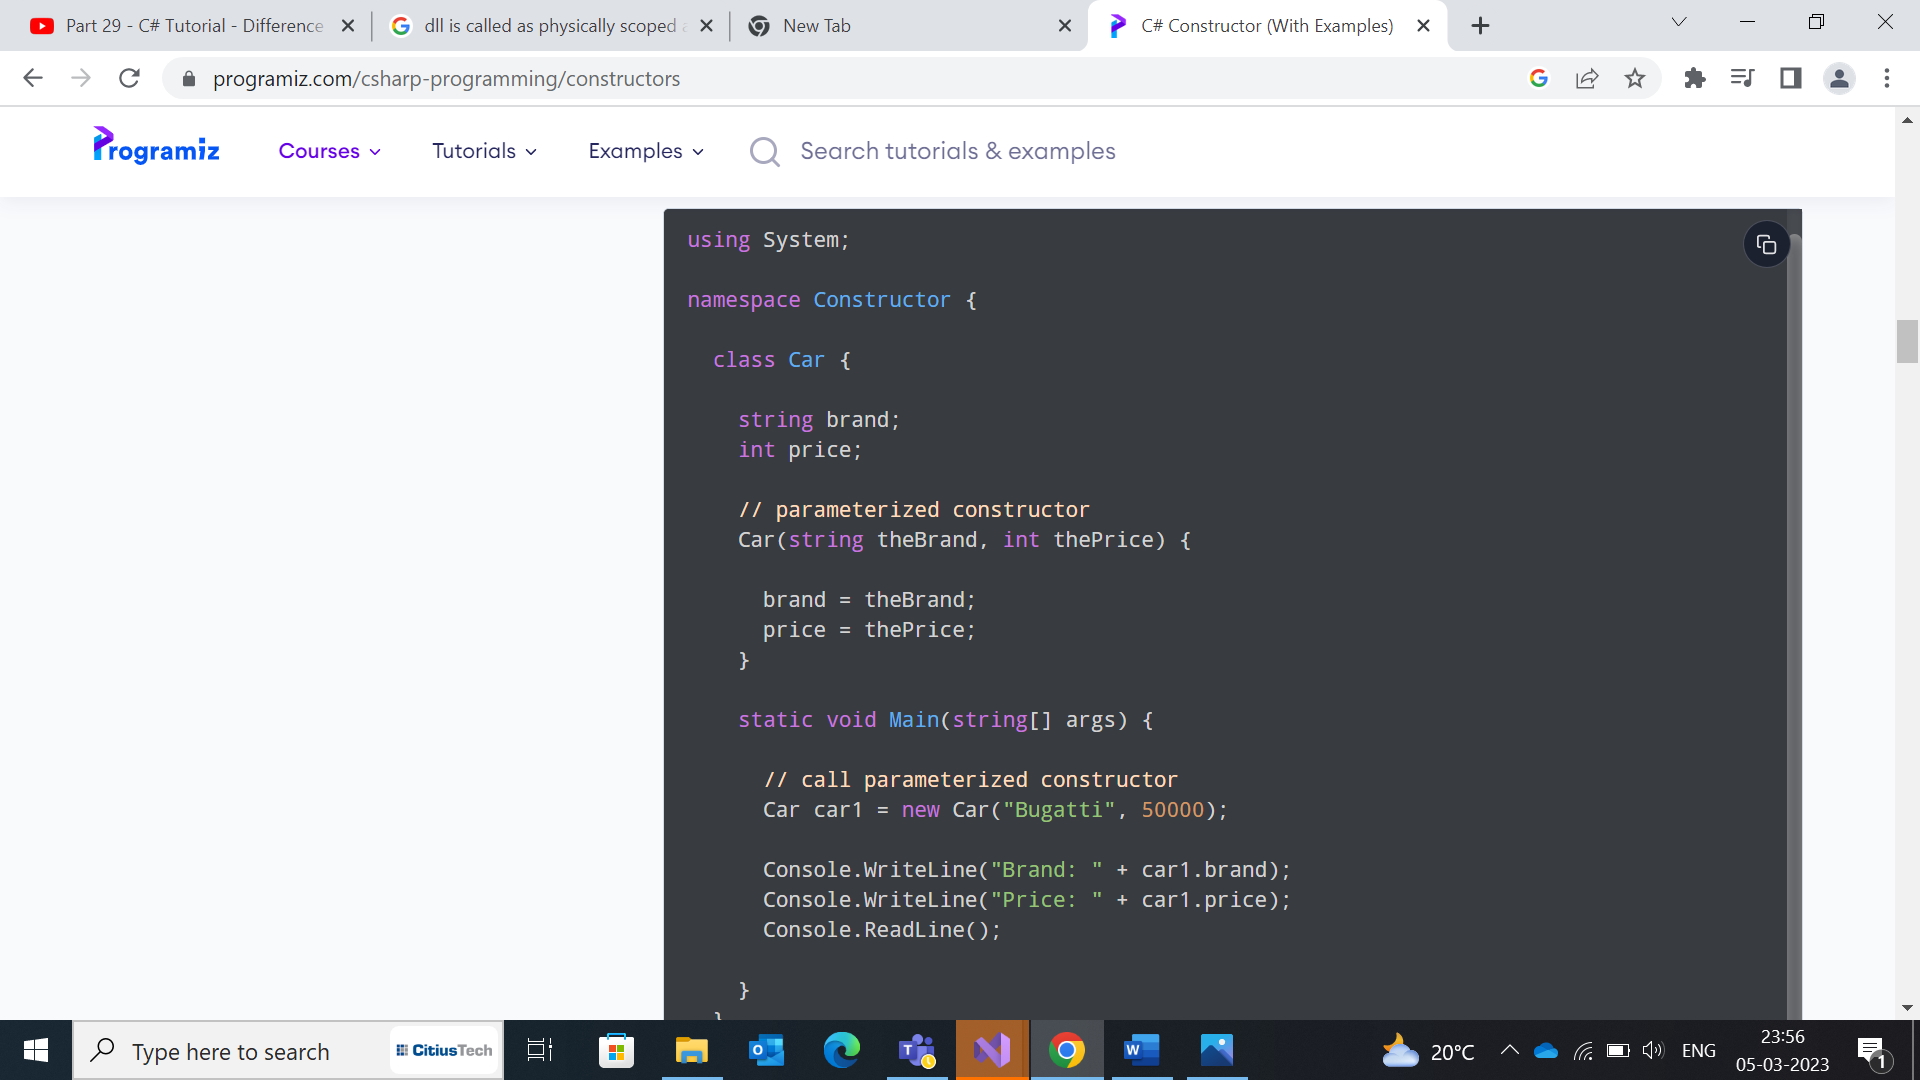 Part 29 - C# Tutorial - Difference
dll is called as physically scoped
New Tab
C# Constructor (With Examples)
programiz.com/csharp-programming/constructors
Programiz
Courses
Tutorials
Examples
Search tutorials & examples
using System;
namespace Constructor {
class Car {
string brand;
int price;
// parameterized constructor
Car(string theBrand, int thePrice) {
brand = theBrand;
price = thePrice;
}
static void Main(string[] args) {
// call parameterized constructor
Car car1 = new Car("Bugatti", 50000);
Console.WriteLine("Brand: " + car1.brand);
Console.WriteLine("Price: " + car1.price);
Console.ReadLine();
}
}
Type here to search
CitiusTech
20°C
ENG
23:56
05-03-2023
1